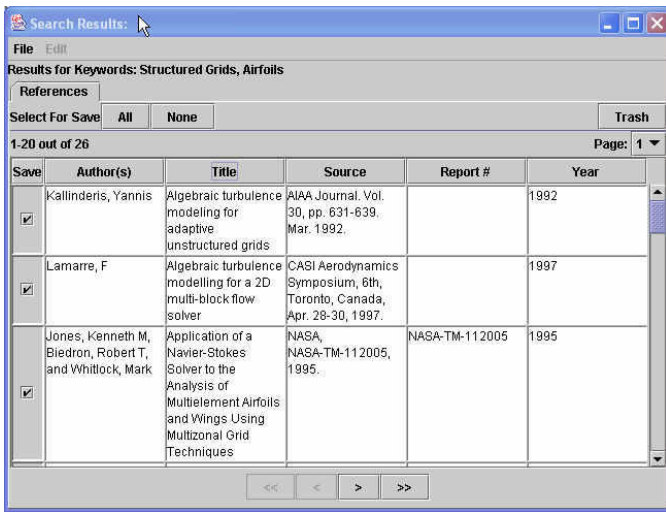 Search Results:
File Edit
Results for Keywords: Structured Grids, Airfoils
References
Select For Save All None Trash
1-20 out of 26 Page: 1
Save Author(s) Title Source Report # Year
Kallinderis, Yannis
Algebraic turbulence
modeling for
adaptive
unstructured grids
AIAA Journal. Vol.
30, pp. 631-639.
Mar. 1992.
1992
Lamarre, F
Algebraic turbulence
modelling for a 2D
multi-block flow
solver
CASI Aerodynamics
Symposium, 6th,
Toronto, Canada,
Apr. 28-30, 1997.
1997
Jones, Kenneth M,
Biedron, Robert T,
and Whitlock, Mark
Application of a
Navier-Stokes
Solver to the
Analysis of
Multielement Airfoils
and Wings Using
Multizonal Grid
Techniques
NASA,
NASA-TM-112005,
1995.
NASA-TM-112005
1995
<< < > >>